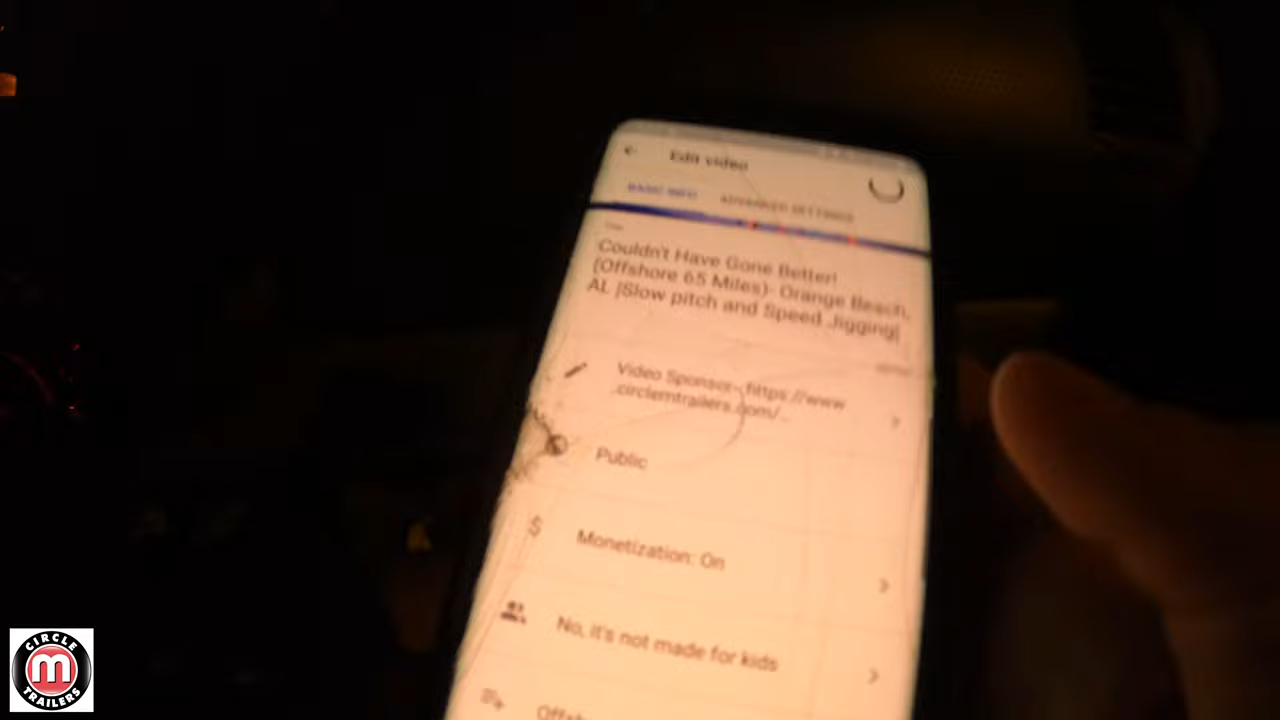 Edit video
BASIC INFO ADVANCED SETTINGS
Title
Couldn't Have Gone Better!
(Offshore 65 Miles)- Orange Beach,
AL |Slow pitch and Speed Jigging|
Video Sponsor- https://www
.circlemtrailers.com/..
Public
$ Monetization: On
No, it's not made for kids
CIRCLE
m
TRAILERS